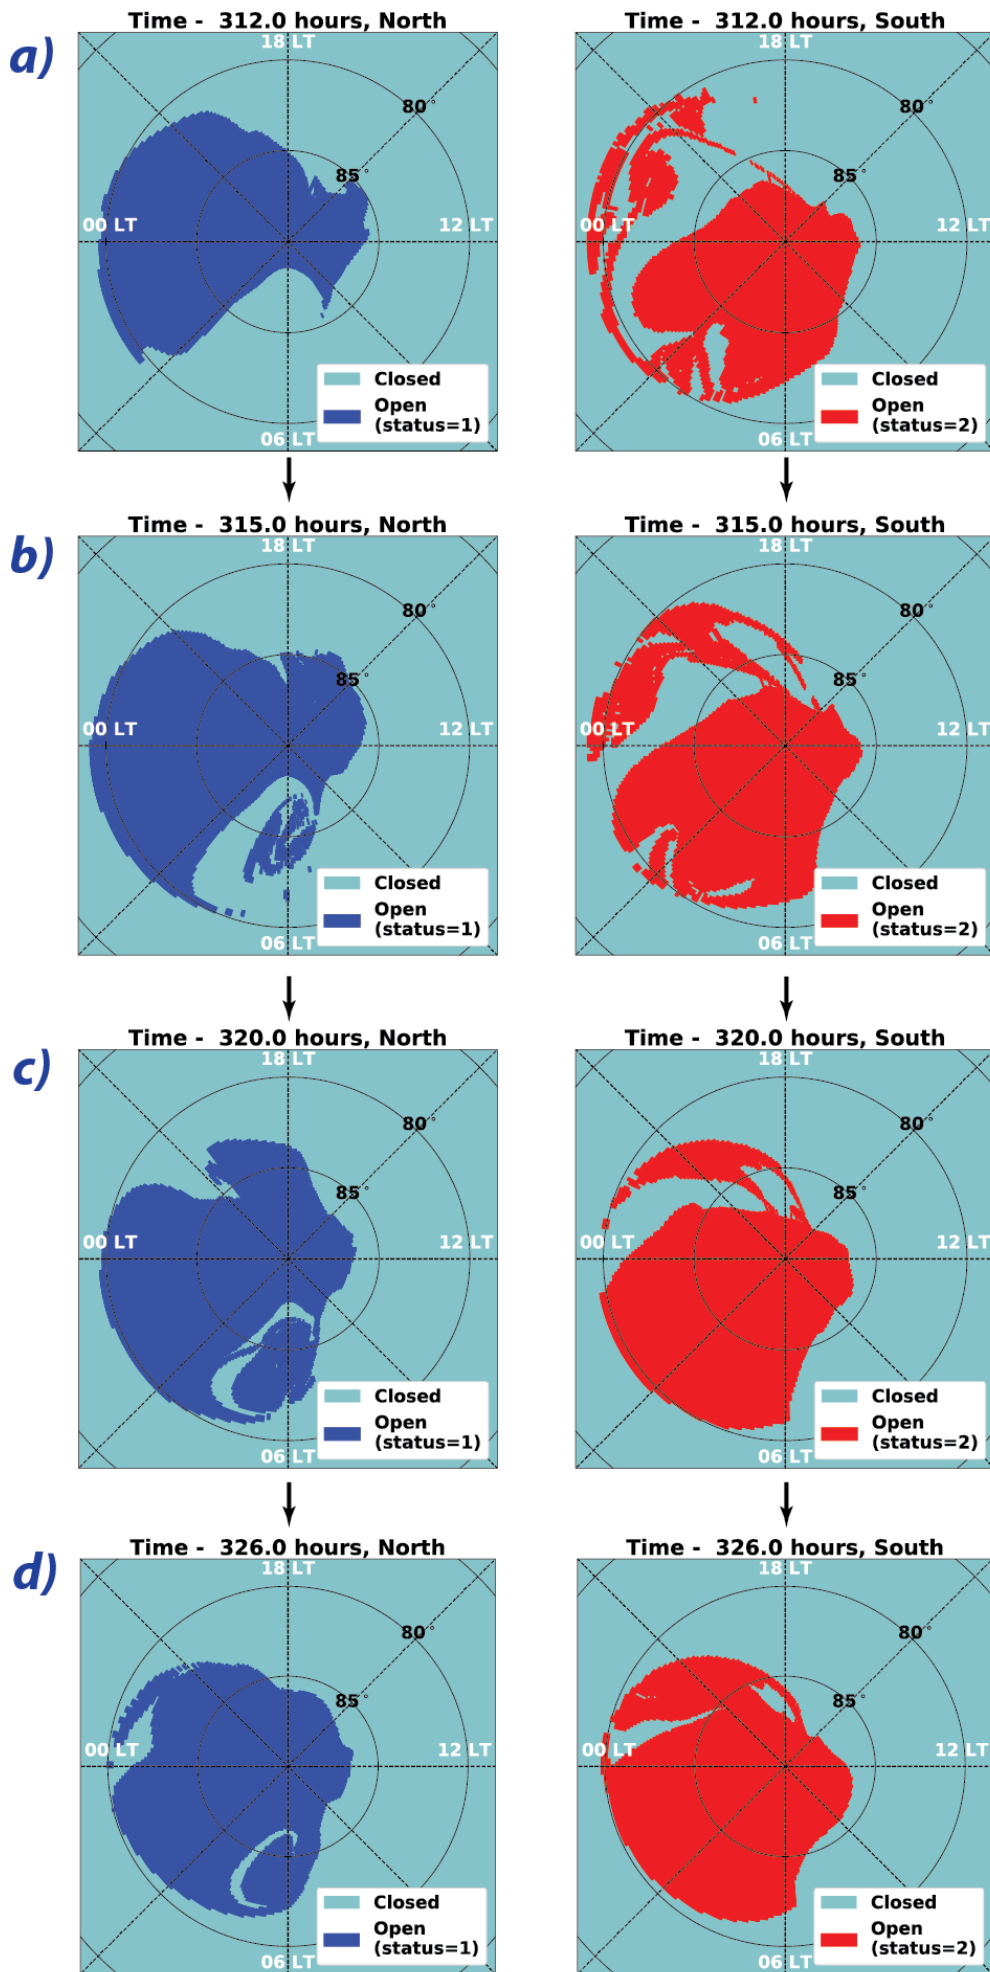 a)
Time -  312.0 hours, North
18 LT
80°
85°
00 LT
12 LT
06 LT
Closed
Open
(status=1)
Time -  312.0 hours, South
18 LT
80°
85°
00 LT
12 LT
06 LT
Closed
Open
(status=2)
b)
Time -  315.0 hours, North
18 LT
80°
85°
00 LT
12 LT
06 LT
Closed
Open
(status=1)
Time -  315.0 hours, South
18 LT
80°
85°
00 LT
12 LT
06 LT
Closed
Open
(status=2)
c)
Time -  320.0 hours, North
18 LT
80°
85°
00 LT
12 LT
06 LT
Closed
Open
(status=1)
Time -  320.0 hours, South
18 LT
80°
85°
00 LT
12 LT
06 LT
Closed
Open
(status=2)
d)
Time -  326.0 hours, North
18 LT
80°
85°
00 LT
12 LT
06 LT
Closed
Open
(status=1)
Time -  326.0 hours, South
18 LT
80°
85°
00 LT
12 LT
06 LT
Closed
Open
(status=2)